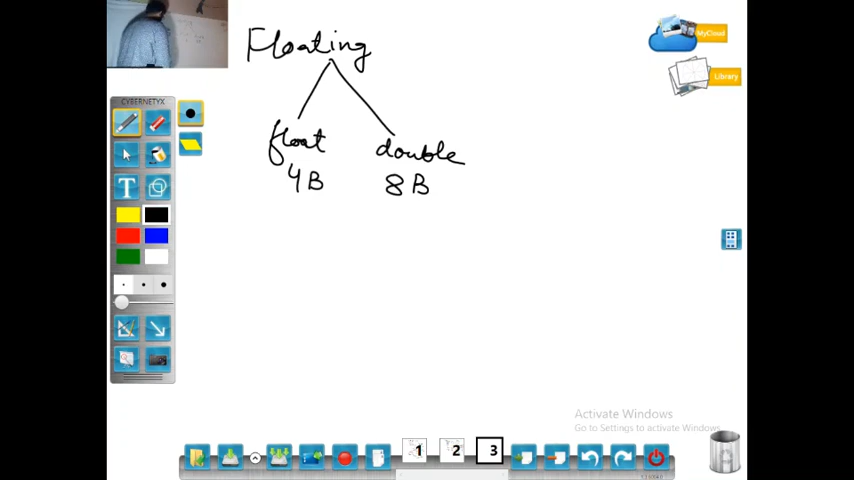 Floating
float double
4B 8B
MyCloud
Library
CYBERNETYX
T
Activate Windows
Go to Settings to activate Windows.
1 2 3